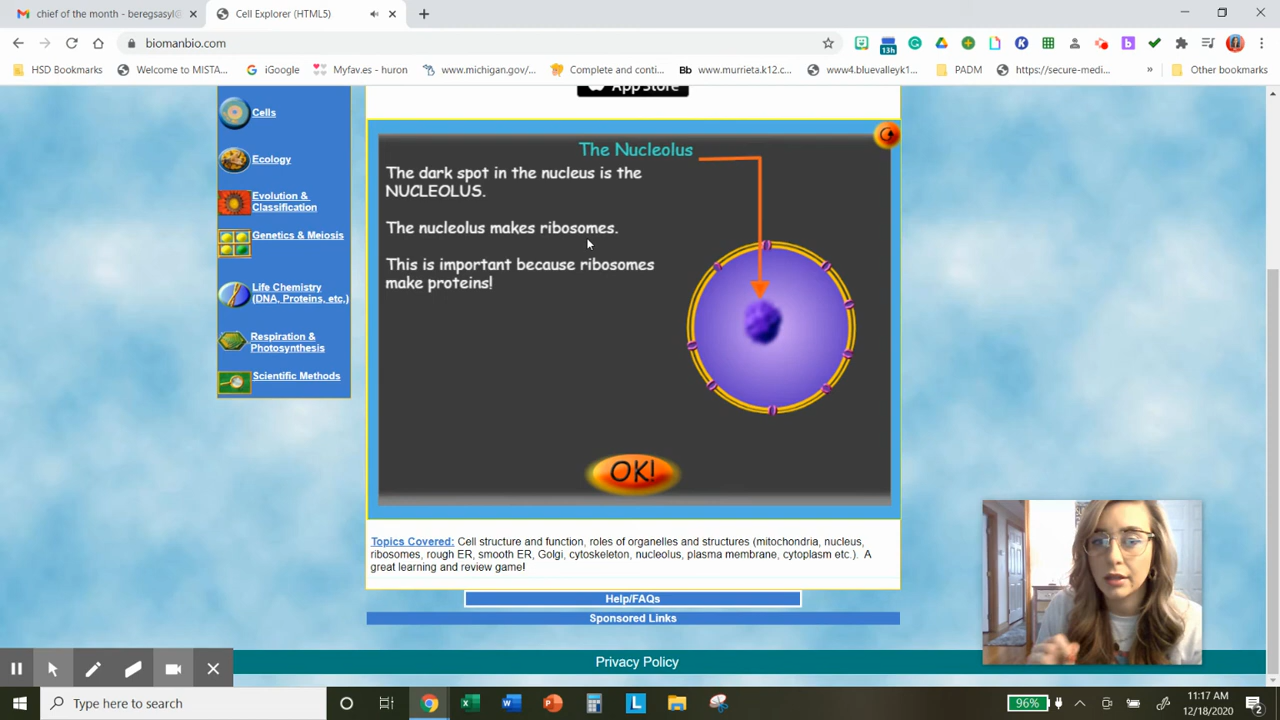 chief of the month - beregsasyl@
Cell Explorer (HTML5)
biomanbio.com
13h
HSD Bookmarks
Welcome to MISTA...
iGoogle
Myfav.es - huron
www.michigan.gov/...
Complete and conti...
Bb www.murrieta.k12.c...
www4.bluevalleyk1...
PADM
https://secure-medi...
»
Other bookmarks
App Store
Cells
Ecology
Evolution &
Classification
Genetics & Meiosis
Life Chemistry
(DNA, Proteins, etc,)
Respiration &
Photosynthesis
Scientific Methods
The Nucleolus
The dark spot in the nucleus is the
NUCLEOLUS.
The nucleolus makes ribosomes.
This is important because ribosomes
make proteins!
OK!
Topics Covered: Cell structure and function, roles of organelles and structures (mitochondria, nucleus,
ribosomes, rough ER, smooth ER, Golgi, cytoskeleton, nucleolus, plasma membrane, cytoplasm etc.). A
great learning and review game!
Help/FAQs
Sponsored Links
Privacy Policy
Type here to search
96%
11:17 AM
12/18/2020
2